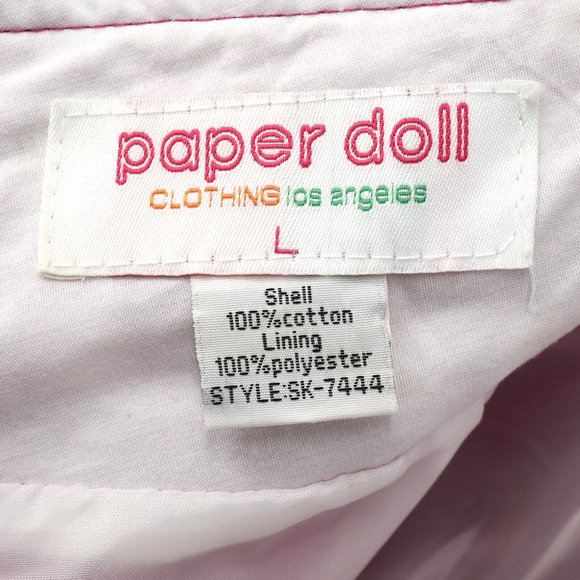 paper doll
CLOTHING los angeles
L
Shell
100%cotton
Lining
100%polyester
STYLE:SK-7444